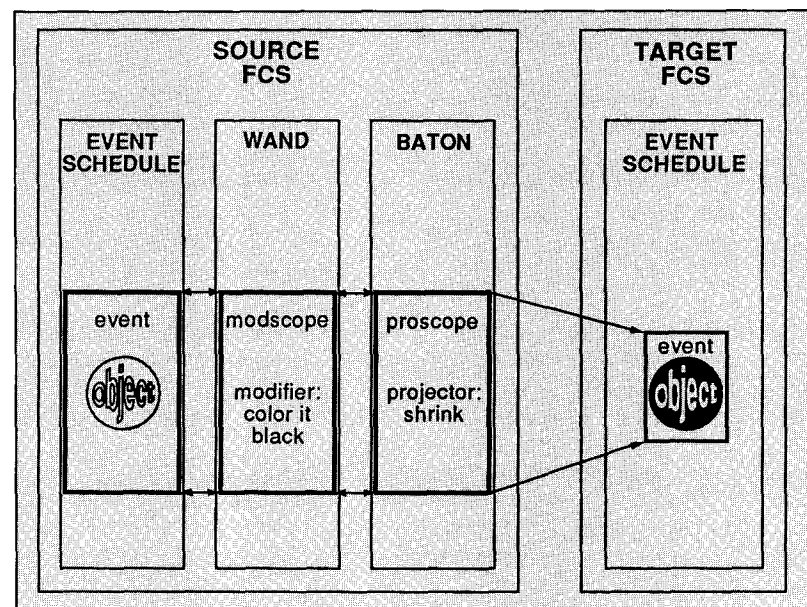 SOURCE
FCS
EVENT
SCHEDULE
event
object
WAND
modscope
modifier:
color it
black
BATON
proscope
projector:
shrink
TARGET
FCS
EVENT
SCHEDULE
event
object